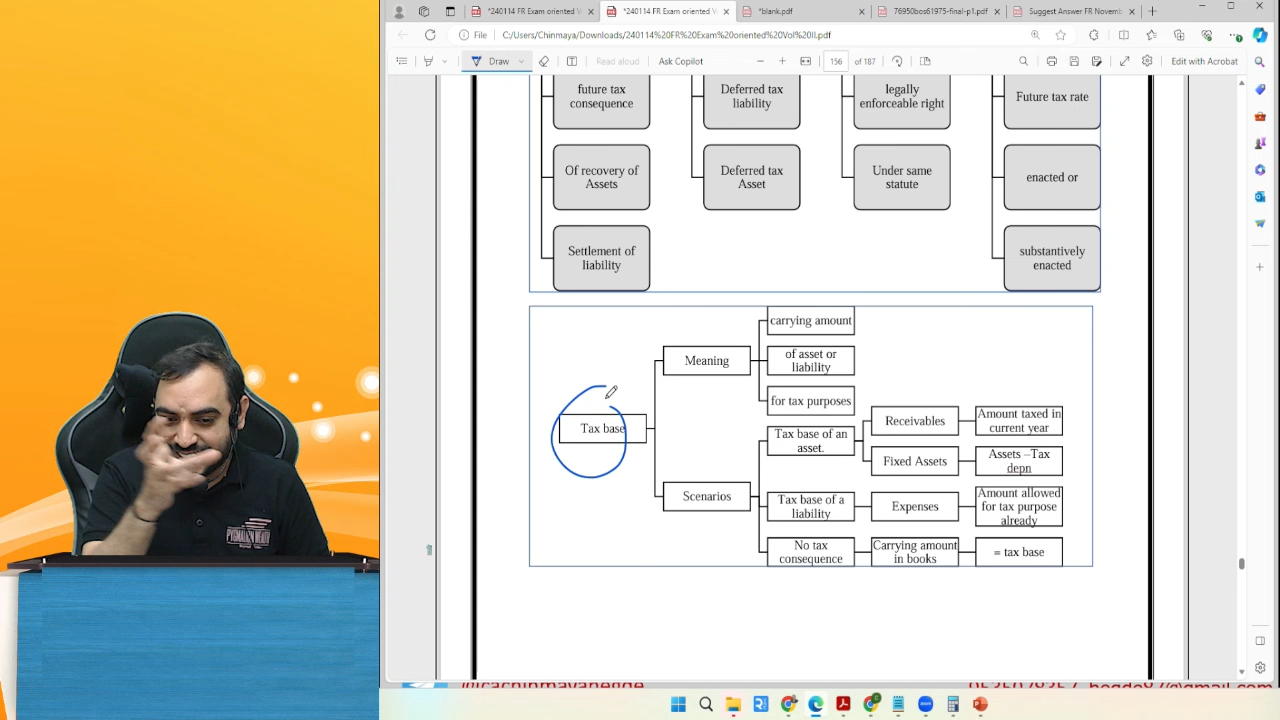 *240114 FR Exam oriented V
*240114 FR Exam oriented V
*blank.pdf
76950bos61975-final-p1.pdf
Suggest Answer FR Novemb
File
C:/Users/Chinmaya/Downloads/240114%20FR%20Exam%20oriented%20Vol%20II.pdf
Draw
Read aloud
Ask Copilot
156
of 187
Edit with Acrobat
future tax
consequence
Deferred tax
liability
legally
enforceable right
Future tax rate
Of recovery of
Assets
Deferred tax
Asset
Under same
statute
enacted or
Settlement of
liability
substantively
enacted
Tax base
Meaning
carrying amount
of asset or
liability
for tax purposes
Scenarios
Tax base of an
asset.
Receivables
Amount taxed in
current year
Fixed Assets
Assets –Tax
depn
Tax base of a
liability
Expenses
Amount allowed
for tax purpose
already
No tax
consequence
Carrying amount
in books
= tax base
PYGMALION WEALTH